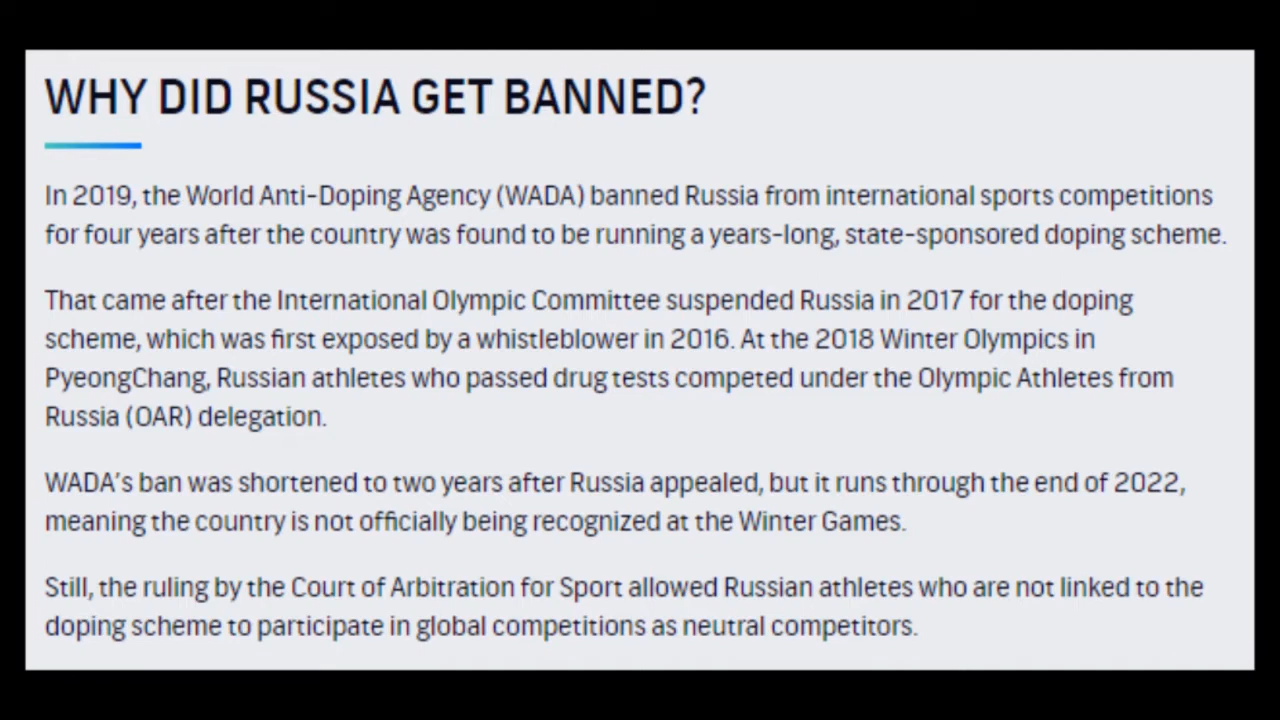 WHY DID RUSSIA GET BANNED?
In 2019, the World Anti-Doping Agency (WADA) banned Russia from international sports competitions
for four years after the country was found to be running a years-long, state-sponsored doping scheme.
That came after the International Olympic Committee suspended Russia in 2017 for the doping
scheme, which was first exposed by a whistleblower in 2016. At the 2018 Winter Olympics in
PyeongChang, Russian athletes who passed drug tests competed under the Olympic Athletes from
Russia (OAR) delegation.
WADA’s ban was shortened to two years after Russia appealed, but it runs through the end of 2022,
meaning the country is not officially being recognized at the Winter Games.
Still, the ruling by the Court of Arbitration for Sport allowed Russian athletes who are not linked to the
doping scheme to participate in global competitions as neutral competitors.